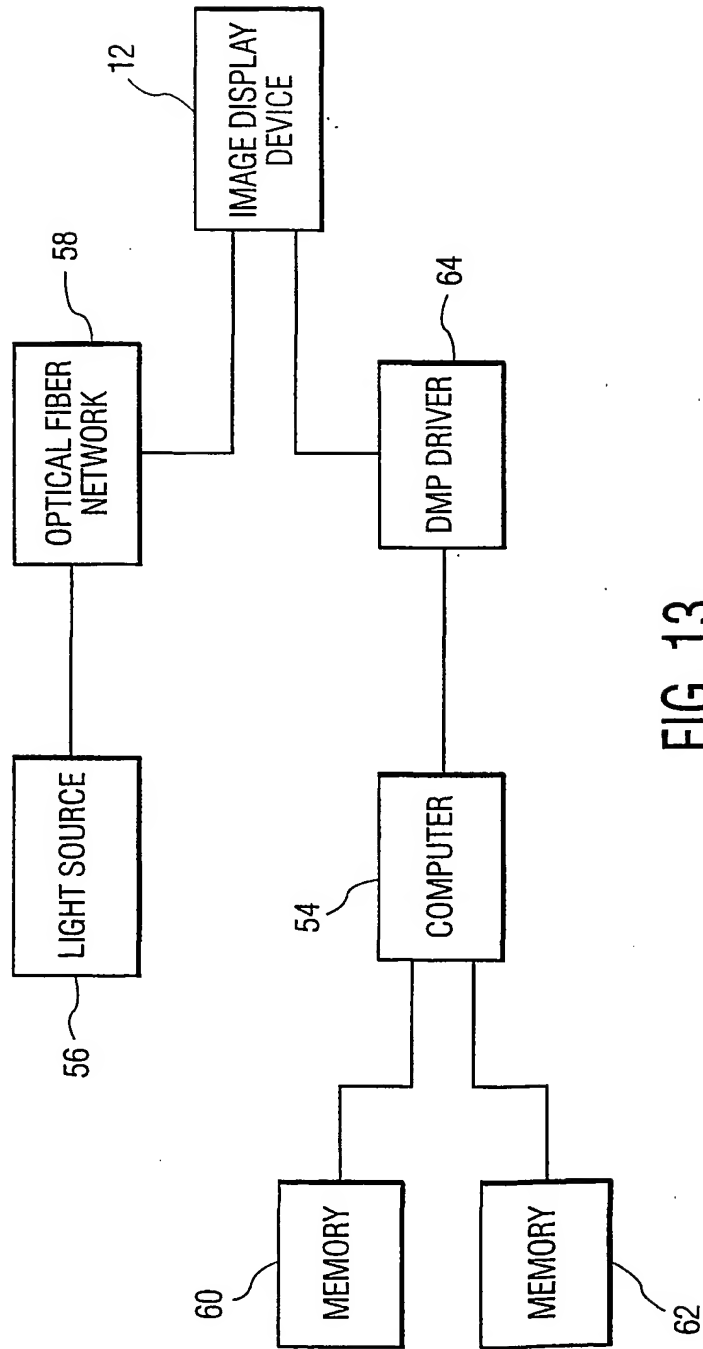 56
LIGHT SOURCE
58
OPTICAL FIBER
NETWORK
12
IMAGE DISPLAY
DEVICE
60
MEMORY
54
COMPUTER
64
DMP DRIVER
62
MEMORY
FIG. 13